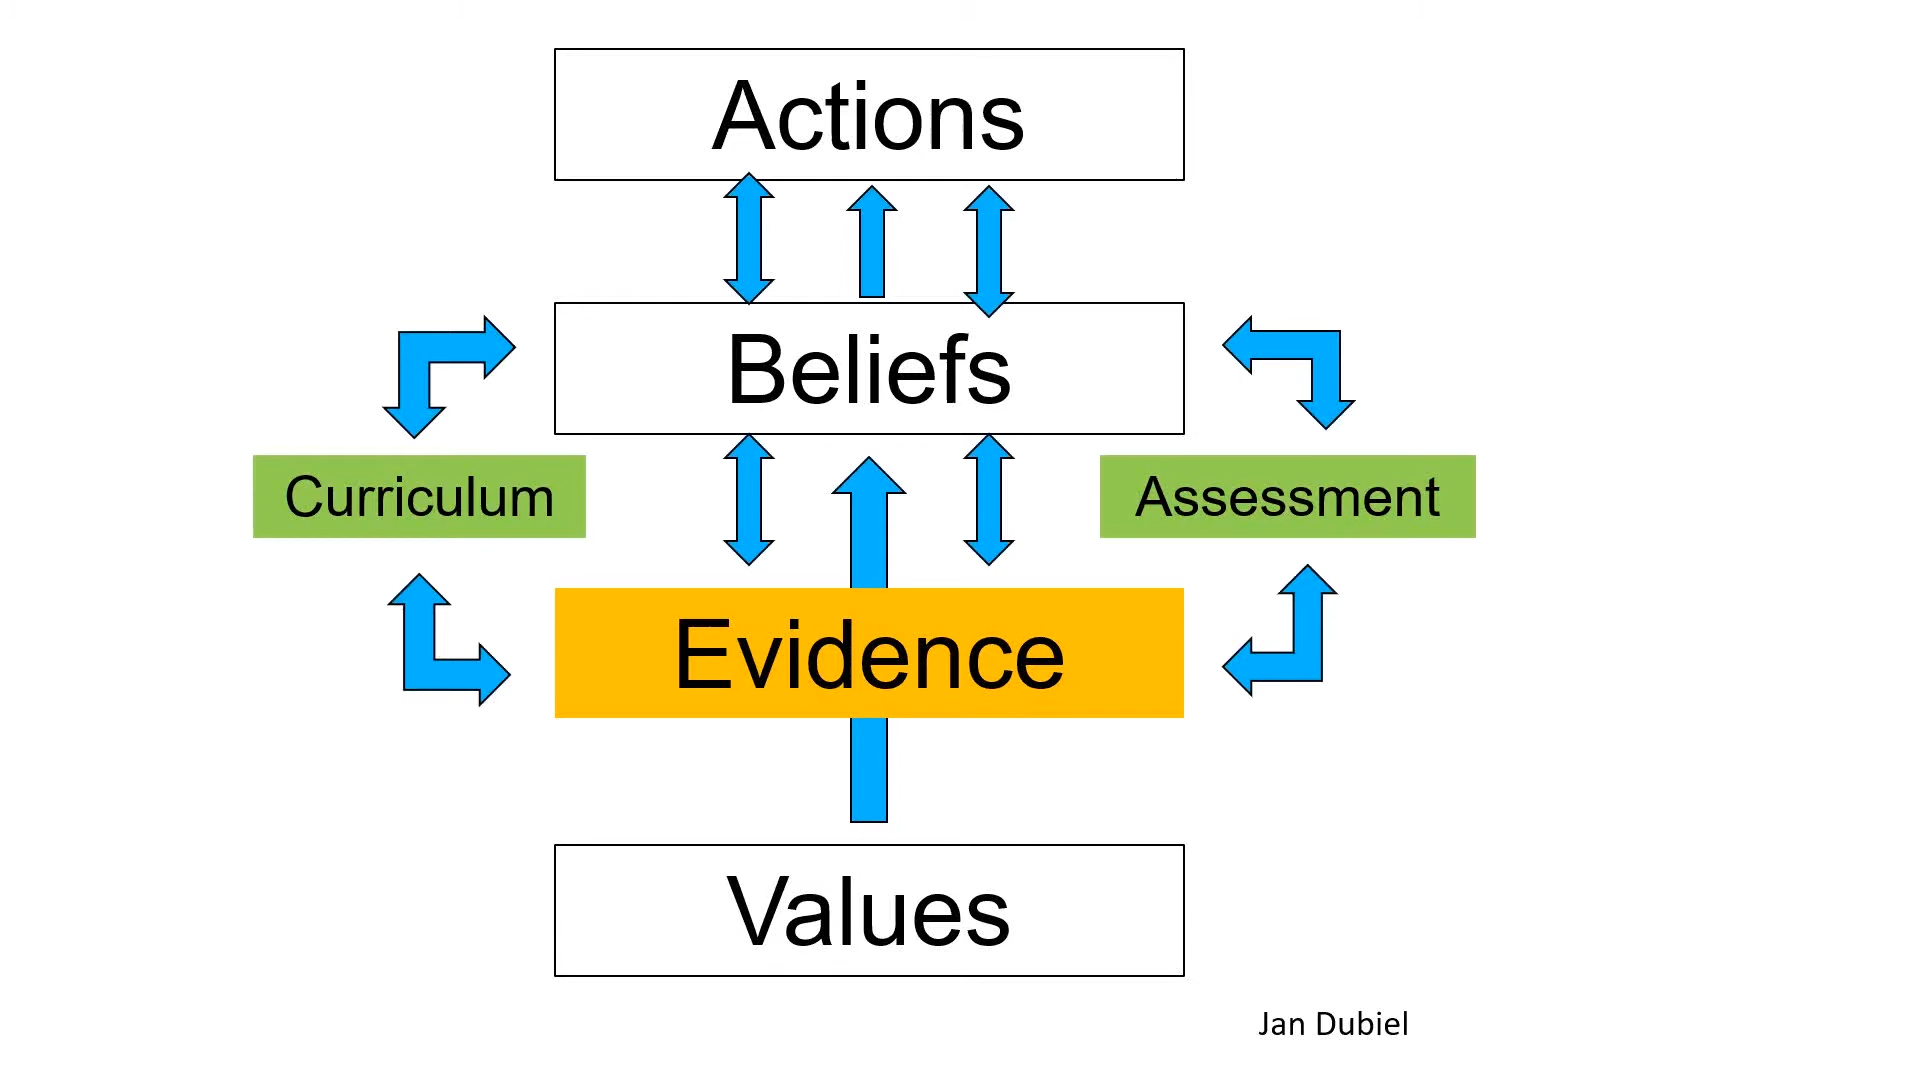 Actions
Beliefs
Curriculum
Assessment
Evidence
Values
Jan Dubiel